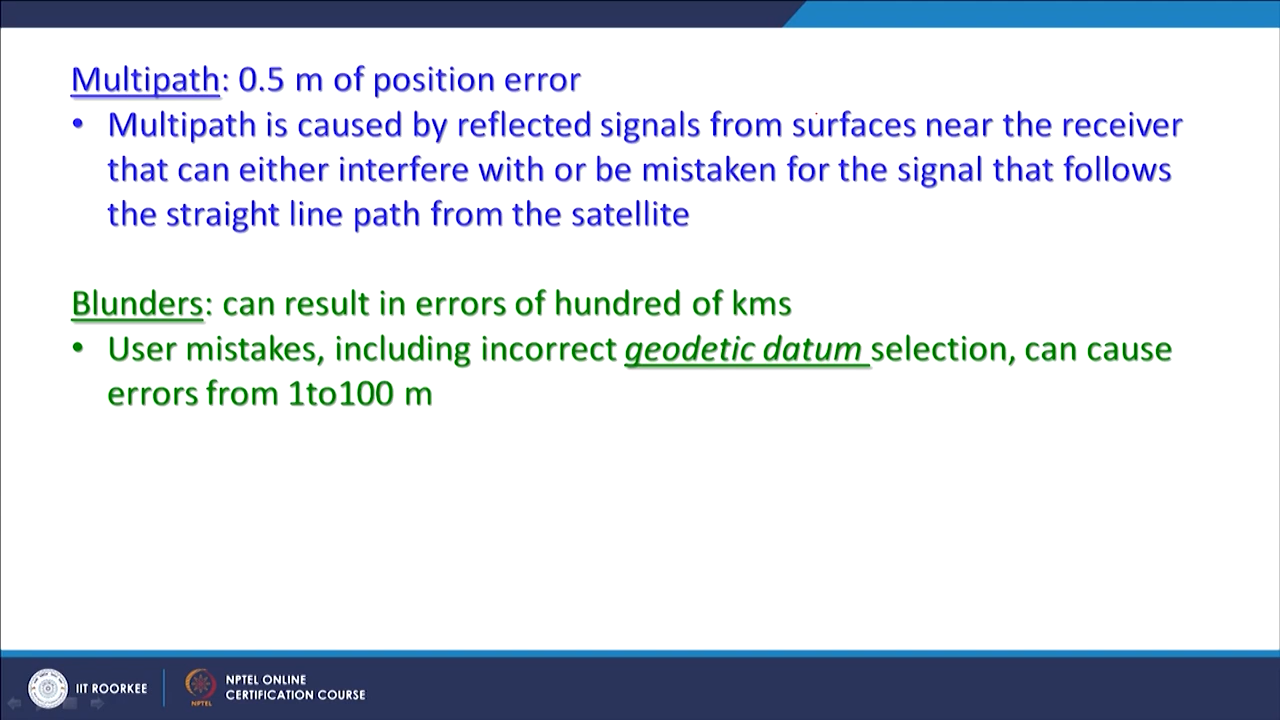 Multipath: 0.5 m of position error
• Multipath is caused by reflected signals from surfaces near the receiver
that can either interfere with or be mistaken for the signal that follows
the straight line path from the satellite
Blunders: can result in errors of hundred of kms
• User mistakes, including incorrect geodetic datum selection, can cause
errors from 1to100 m
IIT ROORKEE
NPTEL
NPTEL ONLINE
CERTIFICATION COURSE